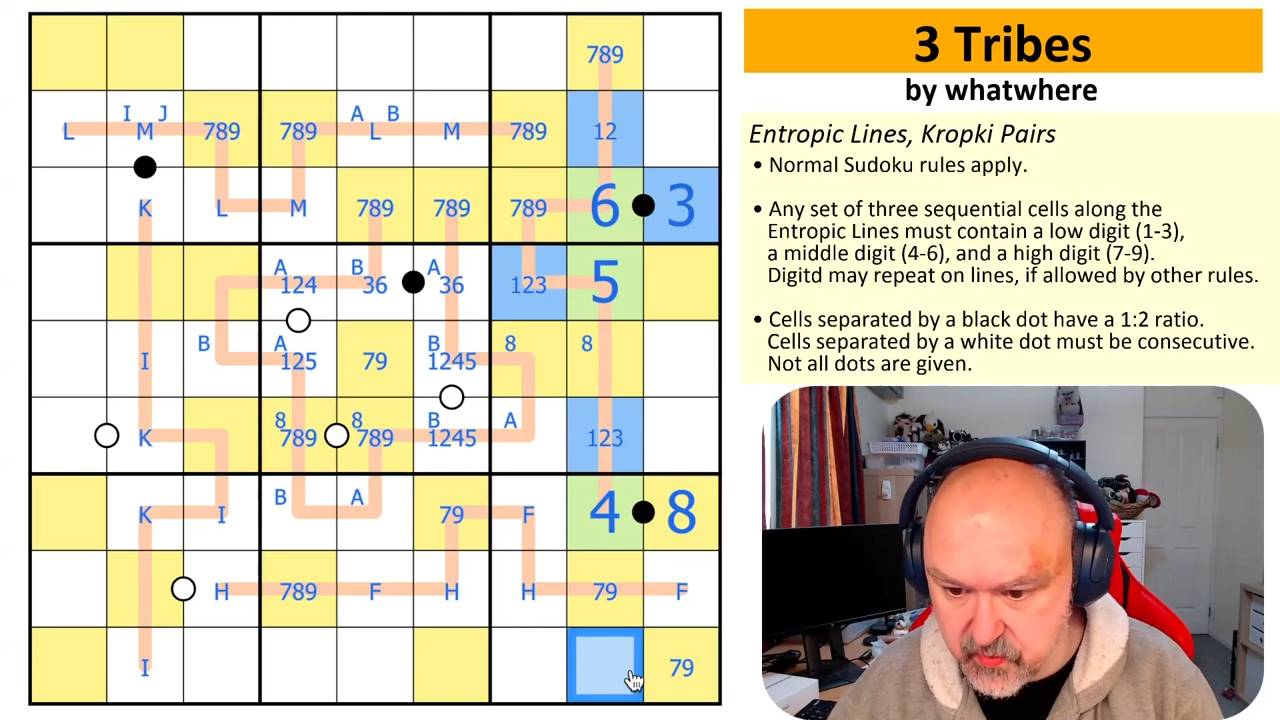 3 Tribes
by whatwhere
Entropic Lines, Kropki Pairs
• Normal Sudoku rules apply.
• Any set of three sequential cells along the
Entropic Lines must contain a low digit (1-3),
a middle digit (4-6), and a high digit (7-9).
Digitd may repeat on lines, if allowed by other rules.
• Cells separated by a black dot have a 1:2 ratio.
Cells separated by a white dot must be consecutive.
Not all dots are given.
789
I J A B
L M 789 789 L M 789 12
K L M 789 789 789 6 3
A B A
124 36 36 123 5
B A B 8 8
I 125 79 1245
8 8 B A
K 789 789 1245 123
B A
K I 79 F 4 8
H 789 F H H 79 F
I 79